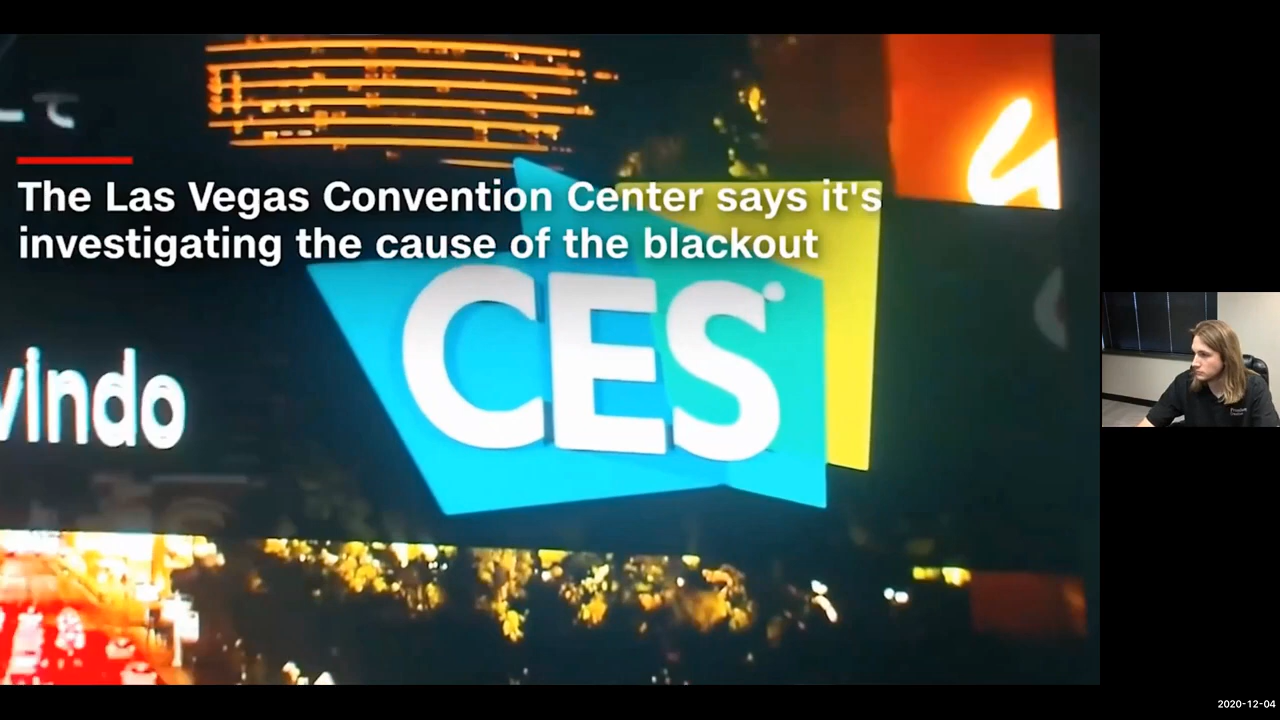 The Las Vegas Convention Center says it's
investigating the cause of the blackout
CES
vindo
2020-12-04